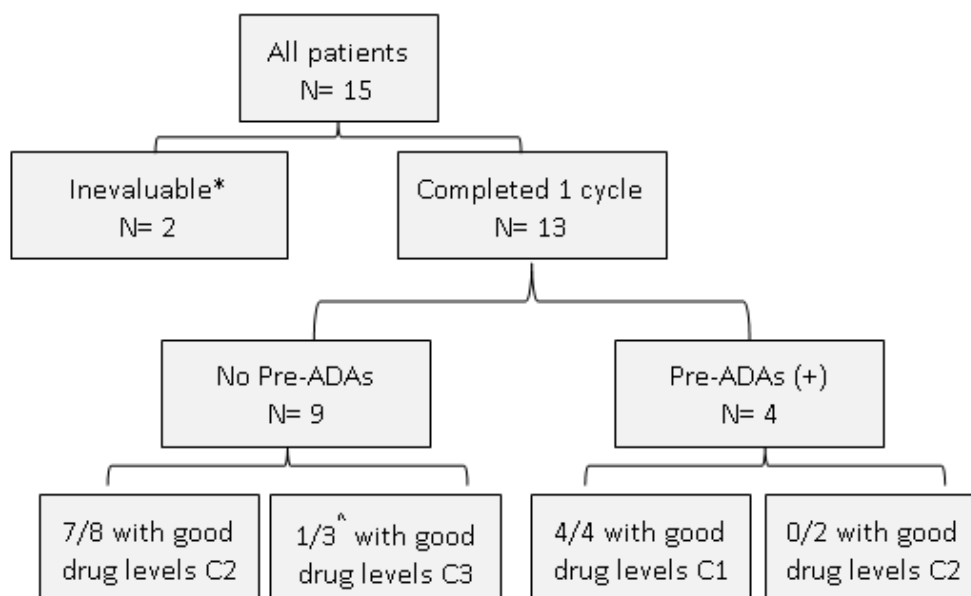 All patients
N= 15
Inevaluable*
N= 2
Completed 1 cycle
N= 13
No Pre-ADAs
N= 9
Pre-ADAs (+)
N= 4
7/8 with good
drug levels C2
1/3^ with good
drug levels C3
4/4 with good
drug levels C1
0/2 with good
drug levels C2